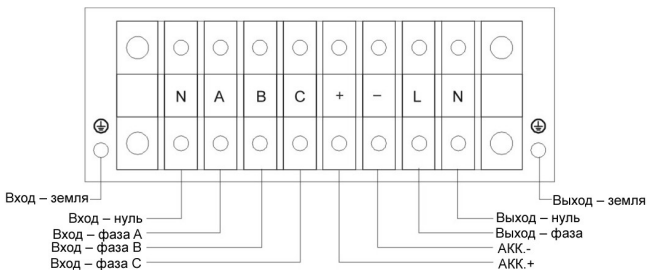 N A B C + − L N
Вход – земля
Выход – земля
Вход – нуль
Выход – нуль
Вход – фаза A
Выход – фаза
Вход – фаза B
АКК.-
Вход – фаза C
АКК.+